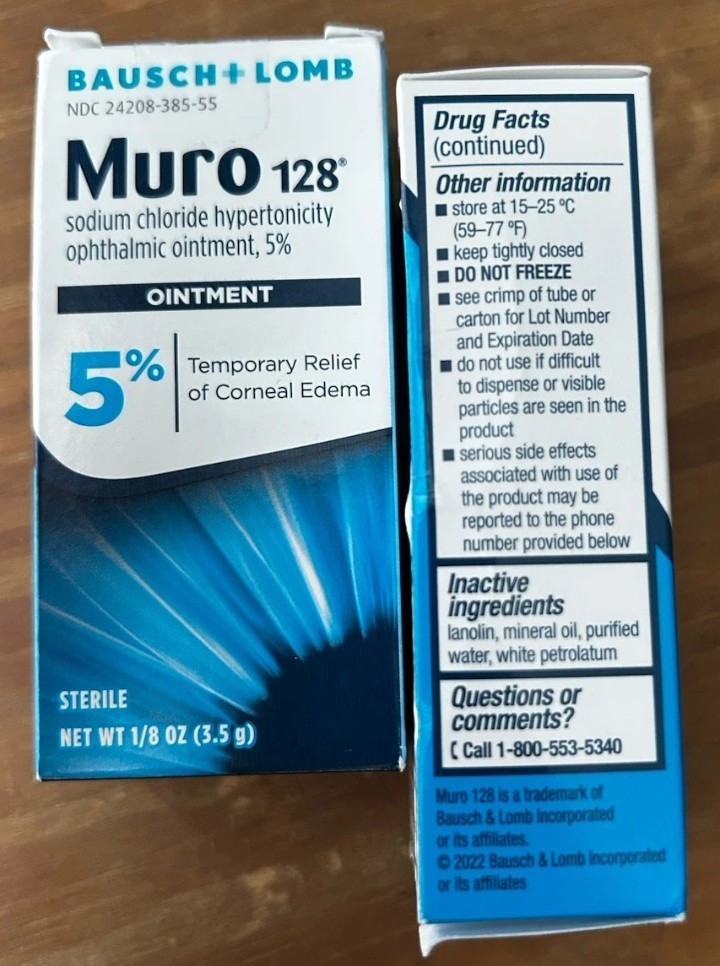 BAUSCH + LOMB
NDC 24208-385-55
Muro 128®
sodium chloride hypertonicity
ophthalmic ointment, 5%
OINTMENT
5%
Temporary Relief
of Corneal Edema
STERILE
NET WT 1/8 OZ (3.5 g)
Drug Facts
(continued)
Other information
■ store at 15–25 ºC
(59–77 ºF)
■ keep tightly closed
■ DO NOT FREEZE
■ see crimp of tube or
carton for Lot Number
and Expiration Date
■ do not use if difficult
to dispense or visible
particles are seen in the
product
■ serious side effects
associated with use of
the product may be
reported to the phone
number provided below
Inactive
ingredients
lanolin, mineral oil, purified
water, white petrolatum
Questions or
comments?
Call 1-800-553-5340
Muro 128 is a trademark of
Bausch & Lomb Incorporated
or its affiliates.
© 2022 Bausch & Lomb Incorporated
or its affiliates